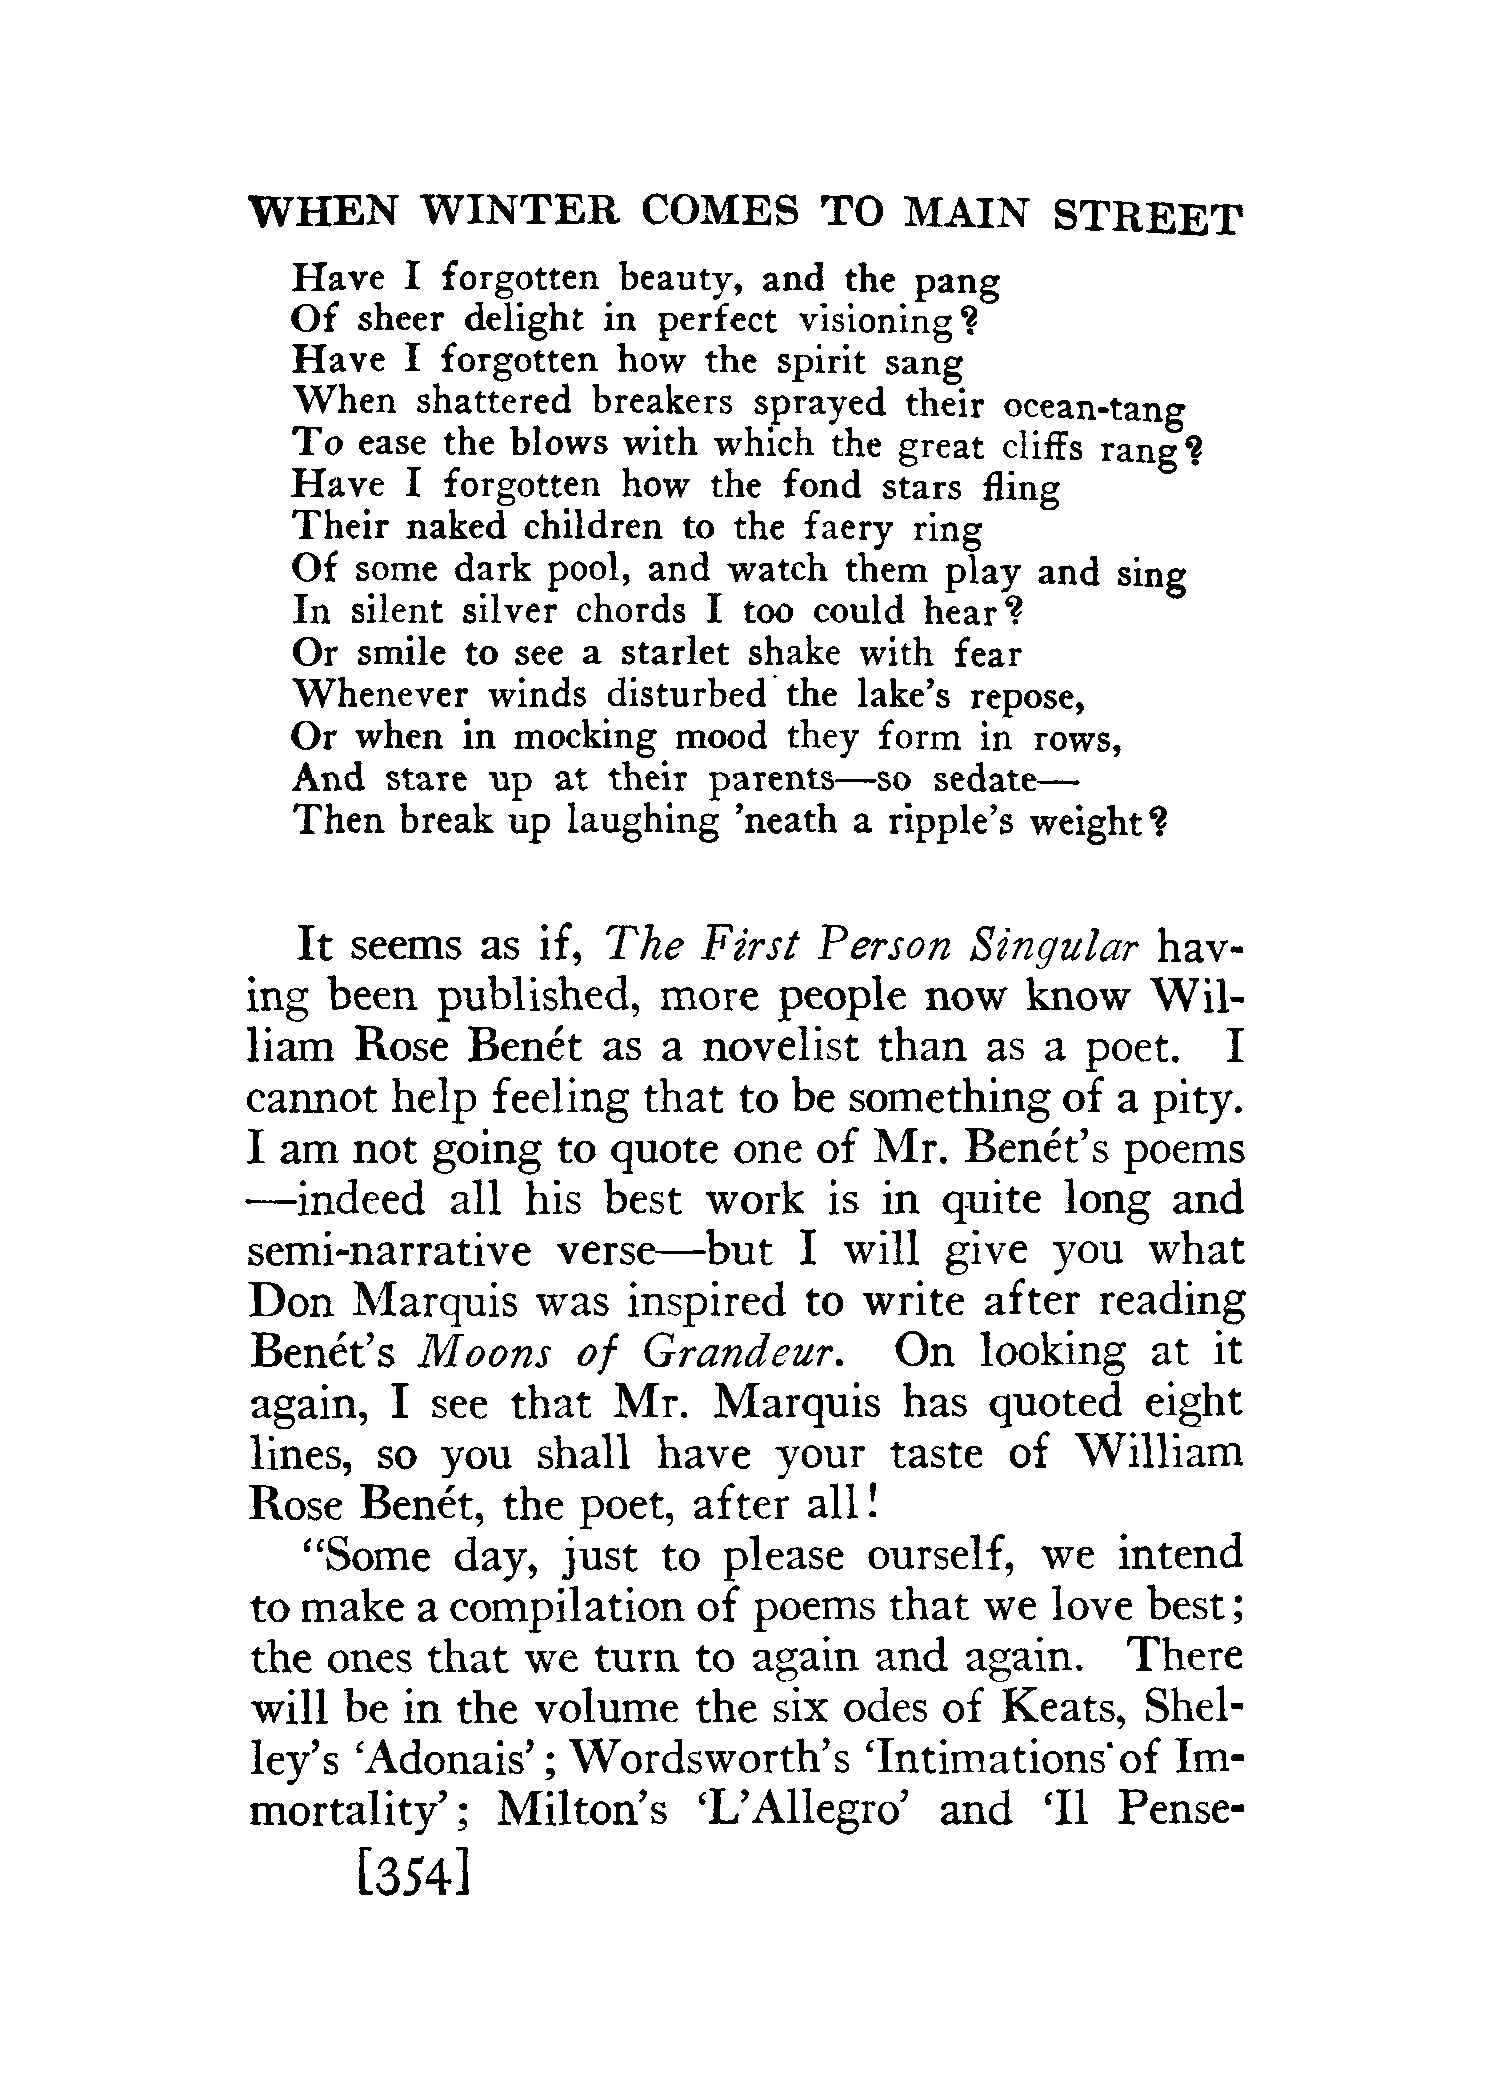 WHEN WINTER COMES TO MAIN STREET
Have I forgotten beauty, and the pang
Of sheer delight in perfect visioning?
Have I forgotten how the spirit sang
When shattered breakers sprayed their ocean-tang
To ease the blows with which the great cliffs rang?
Have I forgotten how the fond stars fling
Their naked children to the faery ring
Of some dark pool, and watch them play and sing
In silent silver chords I too could hear?
Or smile to see a starlet shake with fear
Whenever winds disturbed the lake's repose,
Or when in mocking mood they form in rows,
And stare up at their parents—so sedate—
Then break up laughing 'neath a ripple's weight?
It seems as if, The First Person Singular hav-
ing been published, more people now know Wil-
liam Rose Benét as a novelist than as a poet. I
cannot help feeling that to be something of a pity.
I am not going to quote one of Mr. Benét's poems
—indeed all his best work is in quite long and
semi-narrative verse—but I will give you what
Don Marquis was inspired to write after reading
Benét's Moons of Grandeur. On looking at it
again, I see that Mr. Marquis has quoted eight
lines, so you shall have your taste of William
Rose Benét, the poet, after all!
"Some day, just to please ourself, we intend
to make a compilation of poems that we love best;
the ones that we turn to again and again. There
will be in the volume the six odes of Keats, Shel-
ley's 'Adonais'; Wordsworth's 'Intimations of Im-
mortality'; Milton's 'L'Allegro' and 'Il Pense-
[354]